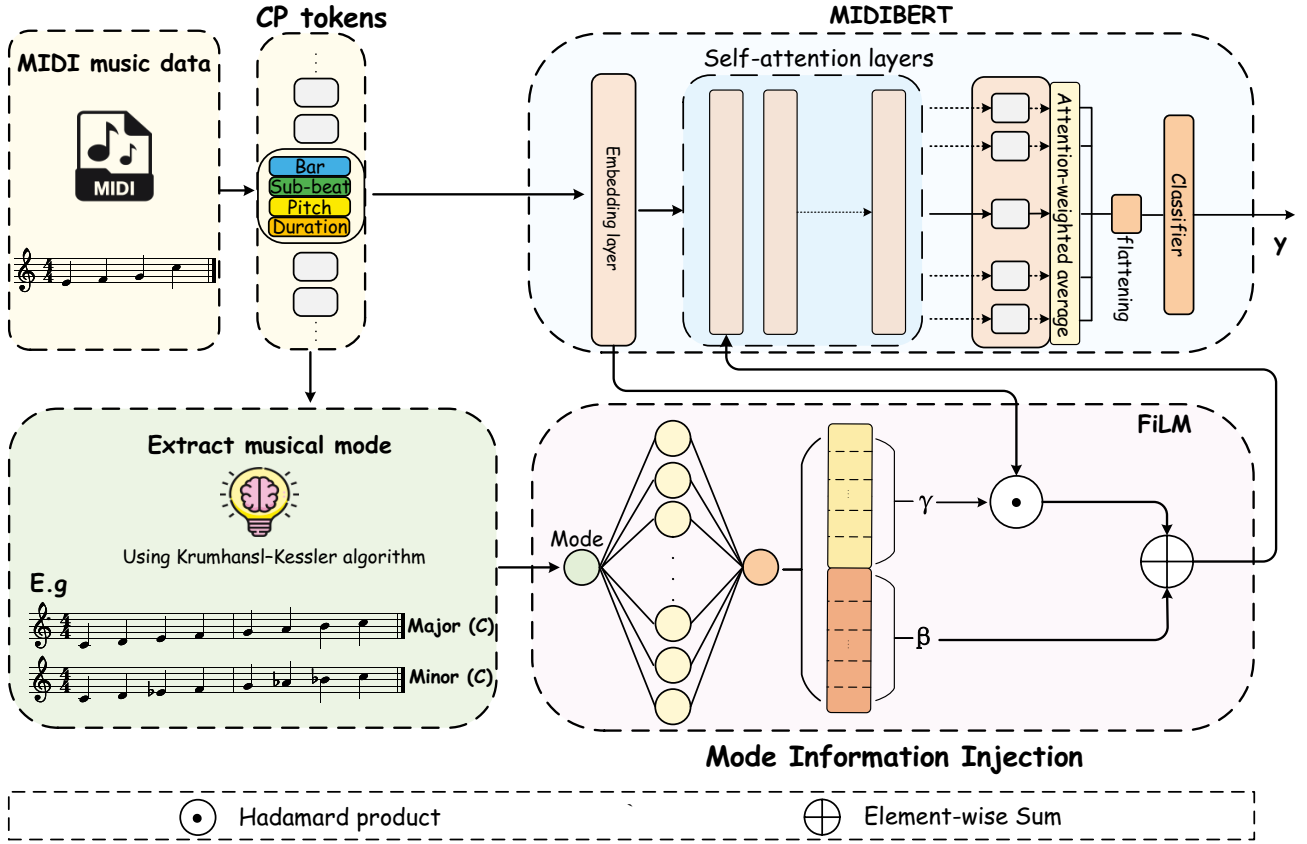 CP tokens
MIDIBERT
MIDI music data
MIDI
Bar
Sub-beat
Pitch
Duration
Self-attention layers
Embedding layer
Attention-weighted average
flattening
Classifier
y
Extract musical mode
Using Krumhansl–Kessler algorithm
E.g
Major (C)
Minor (C)
FiLM
Mode
γ
β
Mode Information Injection
Hadamard product
Element-wise Sum